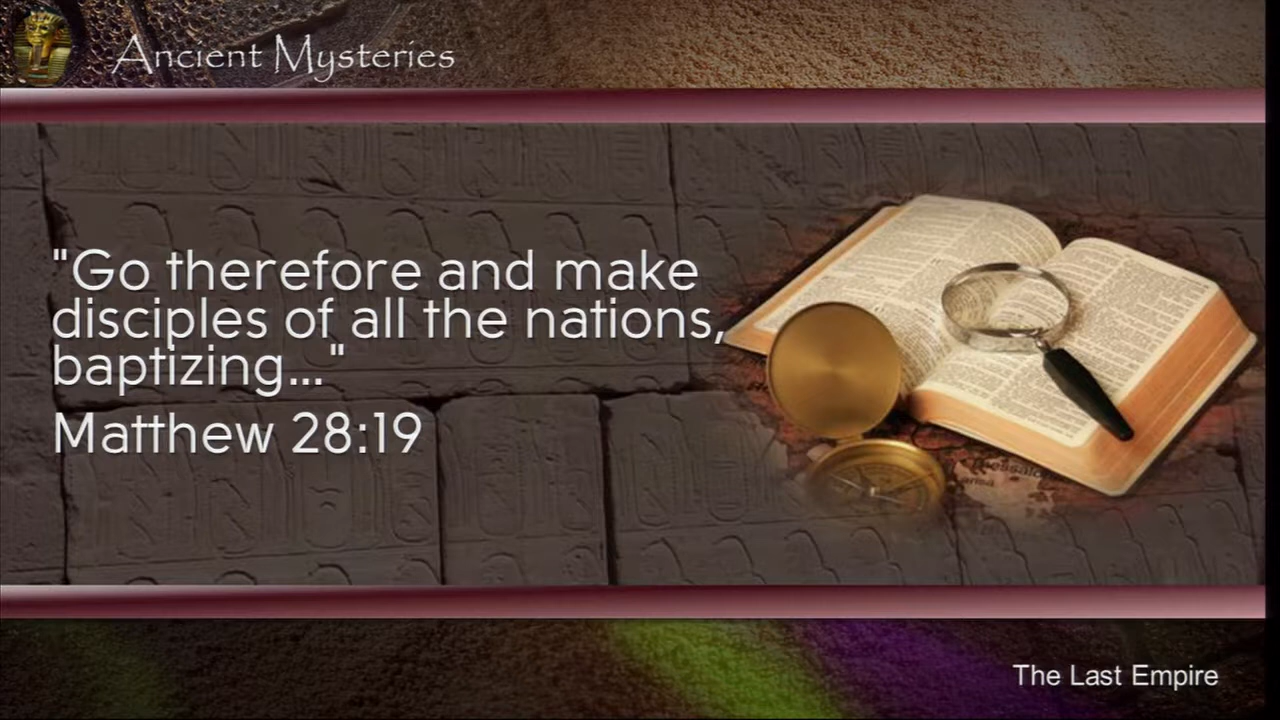 Ancient Mysteries
"Go therefore and make
disciples of all the nations,
baptizing..."
Matthew 28:19
The Last Empire